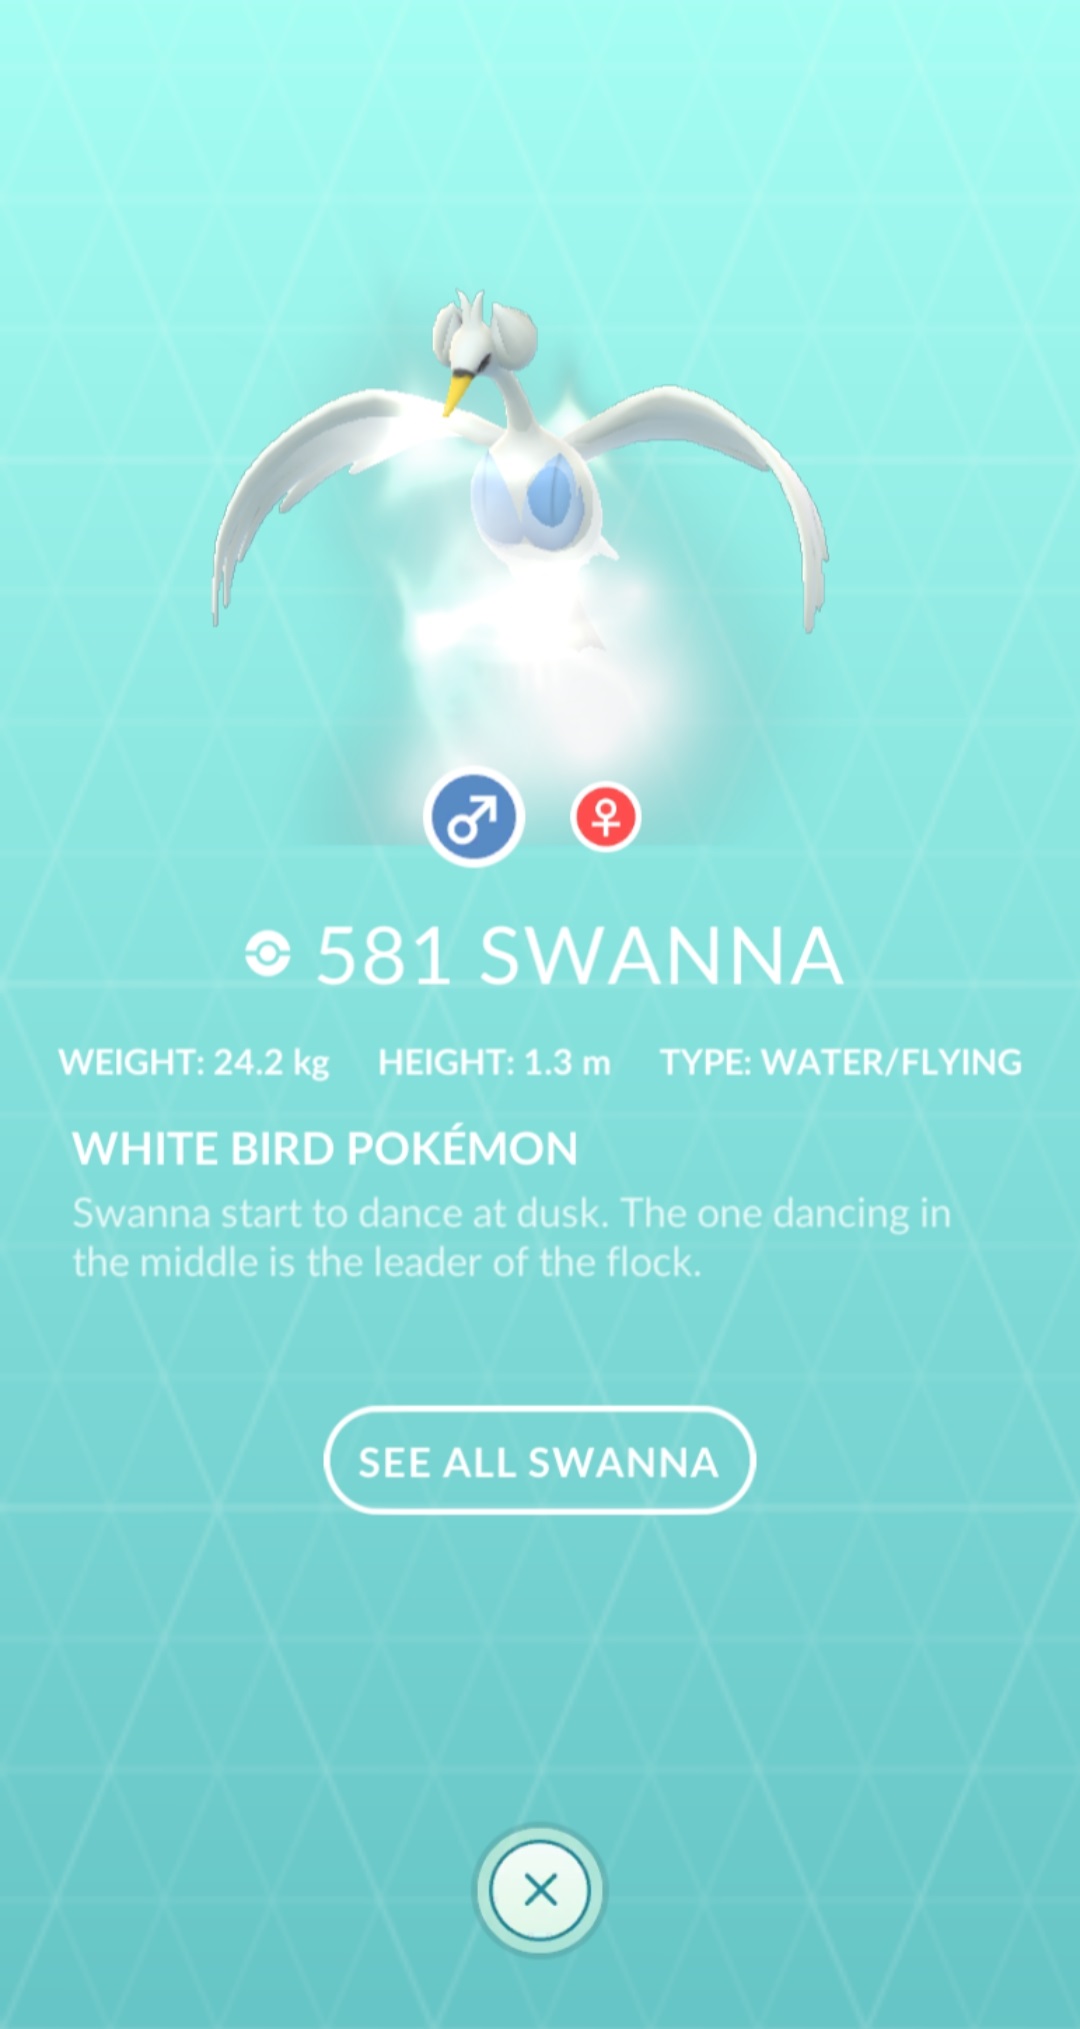 581 SWANNA
WEIGHT: 24.2 kg HEIGHT: 1.3 m TYPE: WATER/FLYING
WHITE BIRD POKÉMON
Swanna start to dance at dusk. The one dancing in
the middle is the leader of the flock.
SEE ALL SWANNA